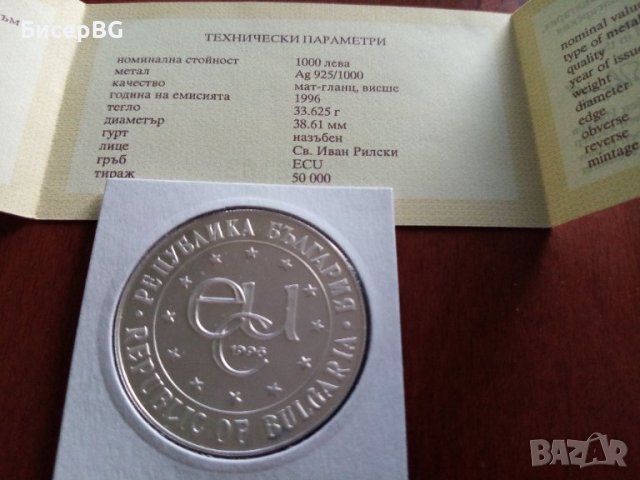 БисерBG
ТЕХНИЧЕСКИ ПАРАМЕТРИ
номинална стойност 1000 лева
метал Ag 925/1000
качество мат-гланц, висше
година на емисията 1996
тегло 33.625 г
диаметър 38.61 мм
гурт назъбен
лице Св. Иван Рилски
гръб ECU
тираж 50 000
nominal value
type of metal
quality
year of issue
weight
diameter
edge
obverse
reverse
mintage
РЕПУБЛИКА БЪЛГАРИЯ
ecu
1996
REPUBLIC OF BULGARIA
BAZAR